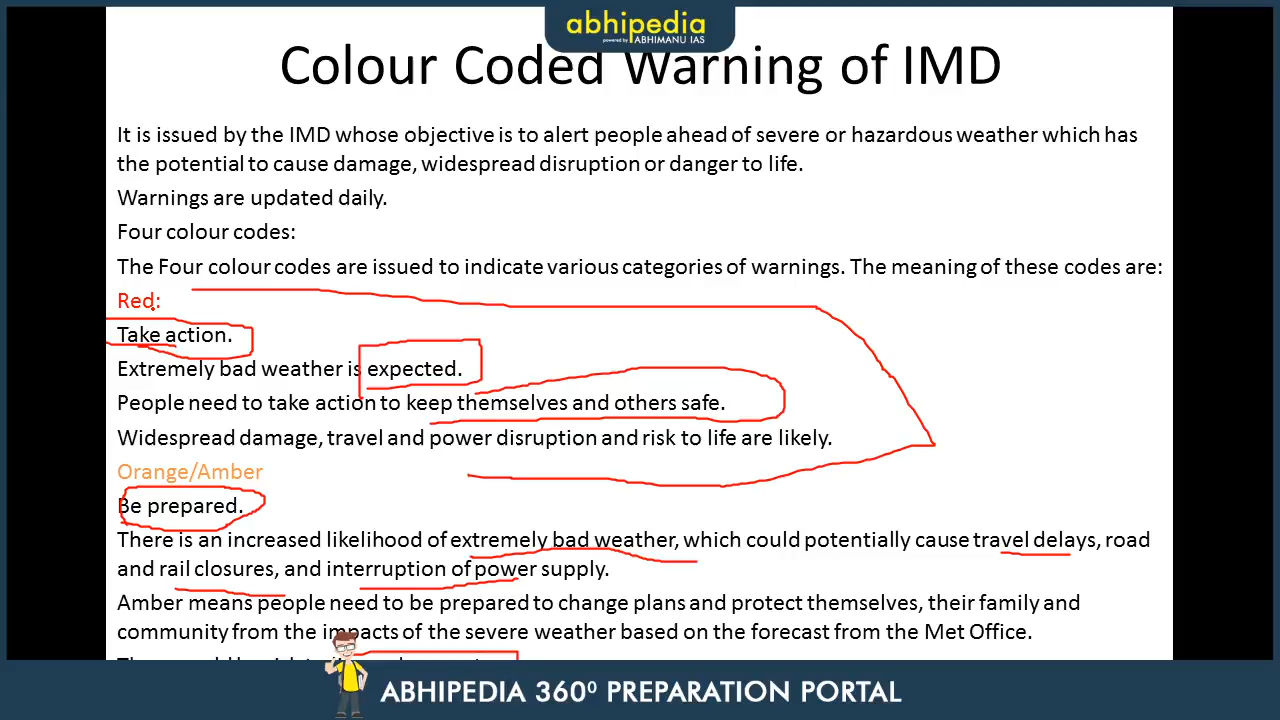 abhipedia
powered by ABHIMANU IAS
Colour Coded Warning of IMD
It is issued by the IMD whose objective is to alert people ahead of severe or hazardous weather which has
the potential to cause damage, widespread disruption or danger to life.
Warnings are updated daily.
Four colour codes:
The Four colour codes are issued to indicate various categories of warnings. The meaning of these codes are:
Red:
Take action.
Extremely bad weather is expected.
People need to take action to keep themselves and others safe.
Widespread damage, travel and power disruption and risk to life are likely.
Orange/Amber
Be prepared.
There is an increased likelihood of extremely bad weather, which could potentially cause travel delays, road
and rail closures, and interruption of power supply.
Amber means people need to be prepared to change plans and protect themselves, their family and
community from the impacts of the severe weather based on the forecast from the Met Office.
ABHIPEDIA 360⁰ PREPARATION PORTAL